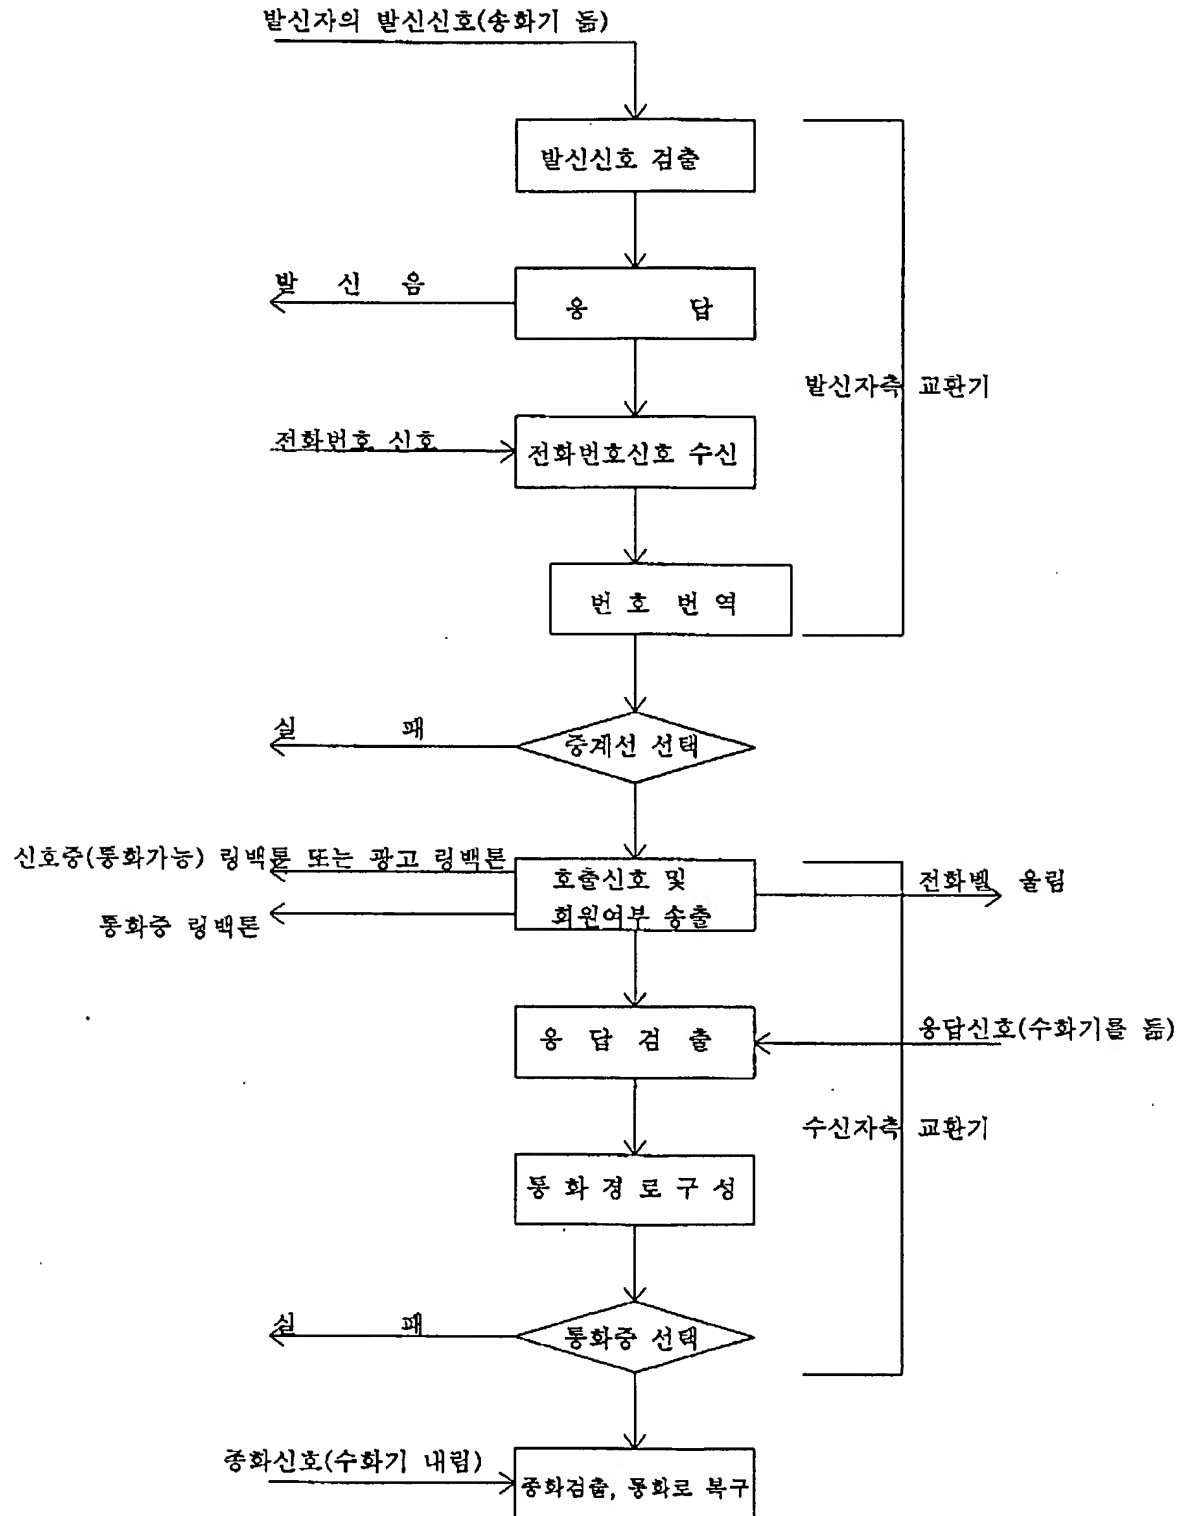 발신자의 발신신호(송화기 듦)
발신신호 검출
발 신 음
응 답
발신자측 교환기
전화번호 신호
전화번호신호 수신
번 호 번 역
실 패
중계선 선택
신호중(통화가능) 링백톤 또는 광고 링백톤
호출신호 및
회원여부 송출
전화벨 울림
통화중 링백톤
응 답 검 출
응답신호(수화기를 듦)
수신자측 교환기
통 화 경 로 구 성
실 패
통화중 선택
종화신호(수화기 내림)
종화검출, 통화로 복구